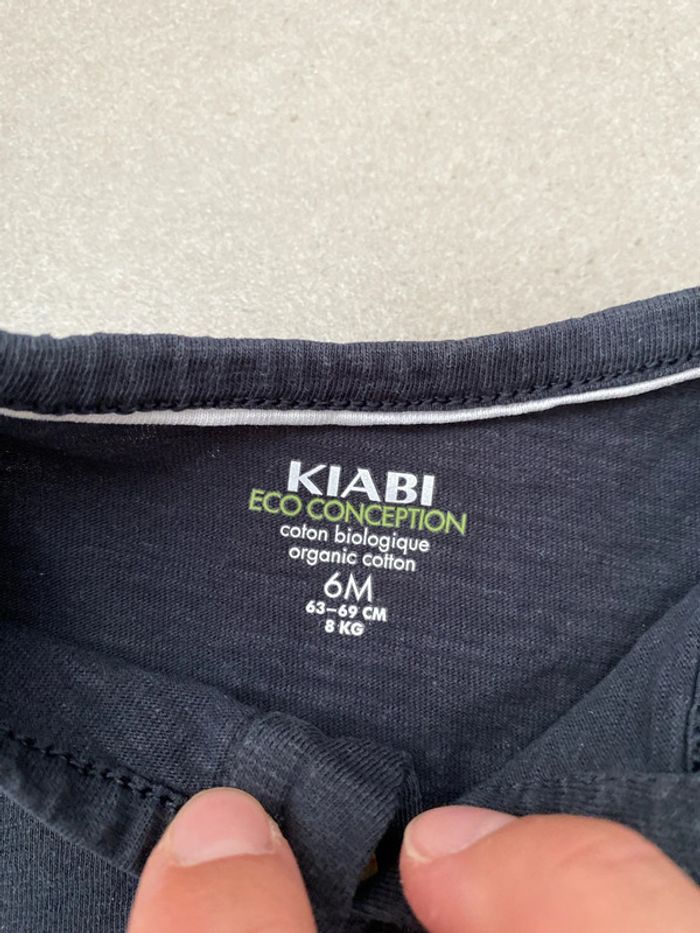 KIABI
ECO CONCEPTION
coton biologique
organic cotton
6M
63–69 CM
8 KG